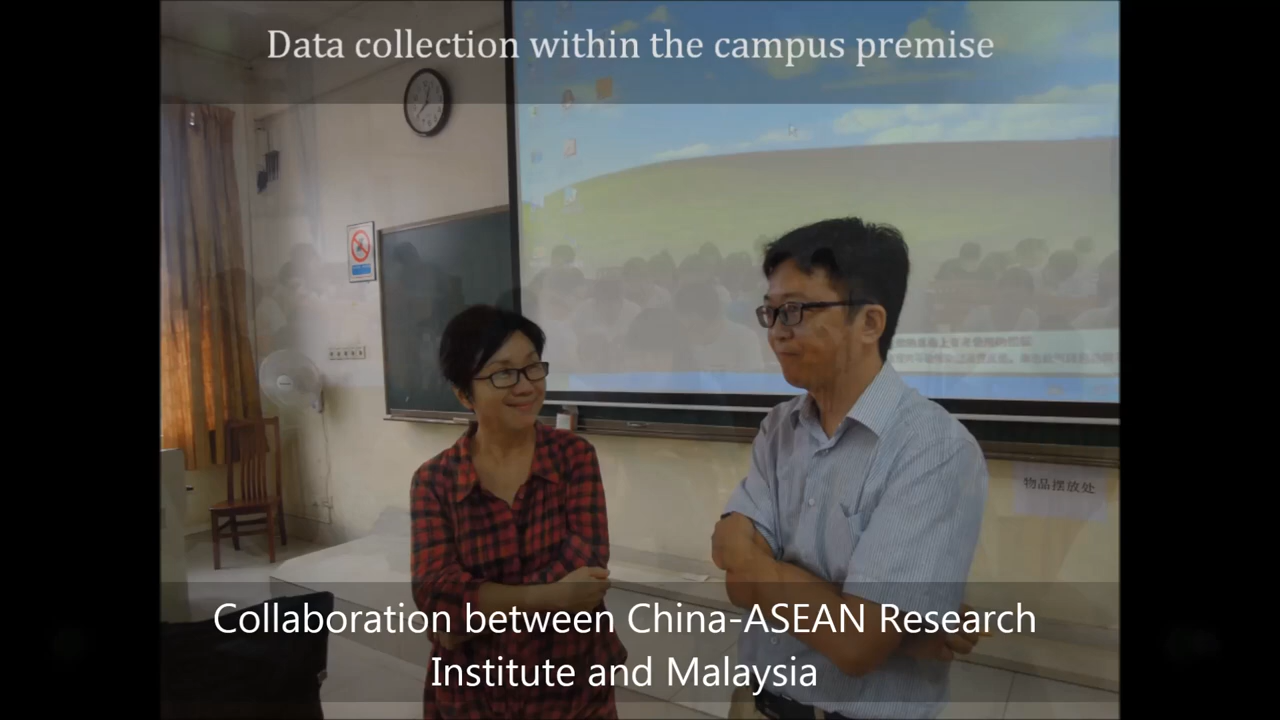 Data collection within the campus premise
物品摆放处
Collaboration between China-ASEAN Research
Institute and Malaysia